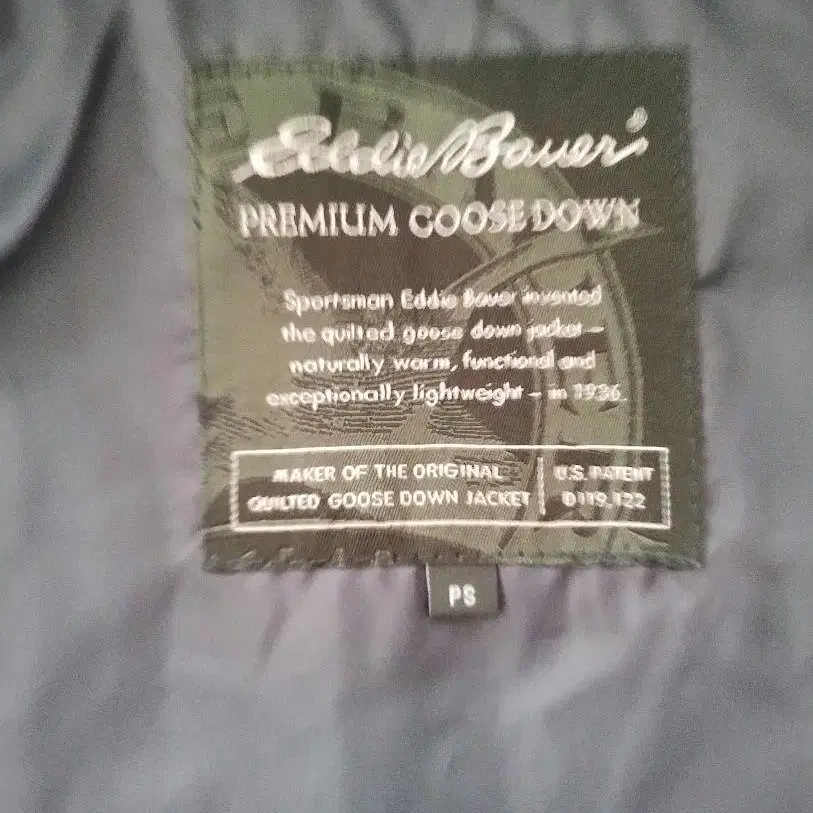 Eddie Bauer®
PREMIUM GOOSE DOWN
Sportsman Eddie Bauer invented
the quilted goose down jacket –
naturally warm, functional and
exceptionally lightweight – in 1936.
MAKER OF THE ORIGINAL
QUILTED GOOSE DOWN JACKET
U.S. PATENT
D119,122
PS